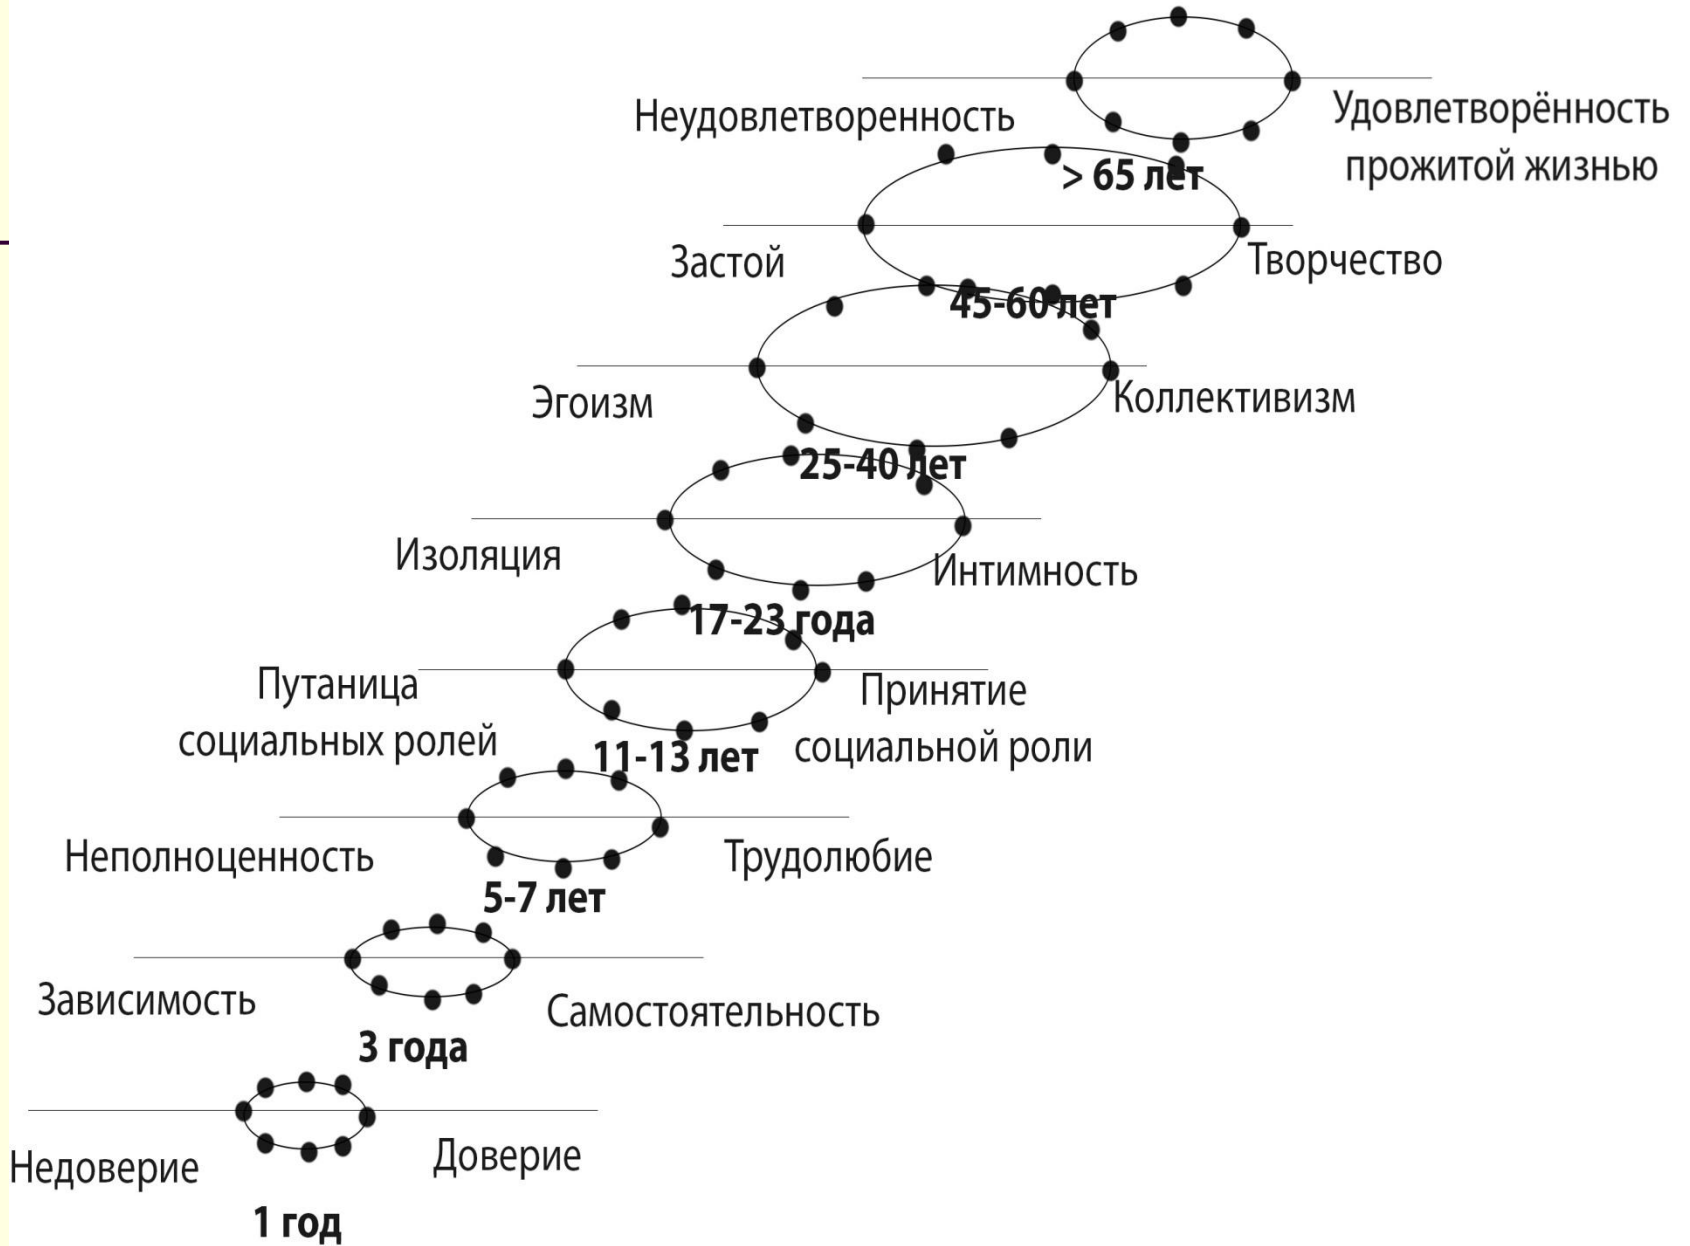 Неудовлетворенность
Удовлетворённость
прожитой жизнью
> 65 лет
Застой
Творчество
45-60 лет
Эгоизм
Коллективизм
25-40 лет
Изоляция
Интимность
17-23 года
Путаница
социальных ролей
Принятие
социальной роли
11-13 лет
Неполноценность
Трудолюбие
5-7 лет
Зависимость
Самостоятельность
3 года
Недоверие
Доверие
1 год